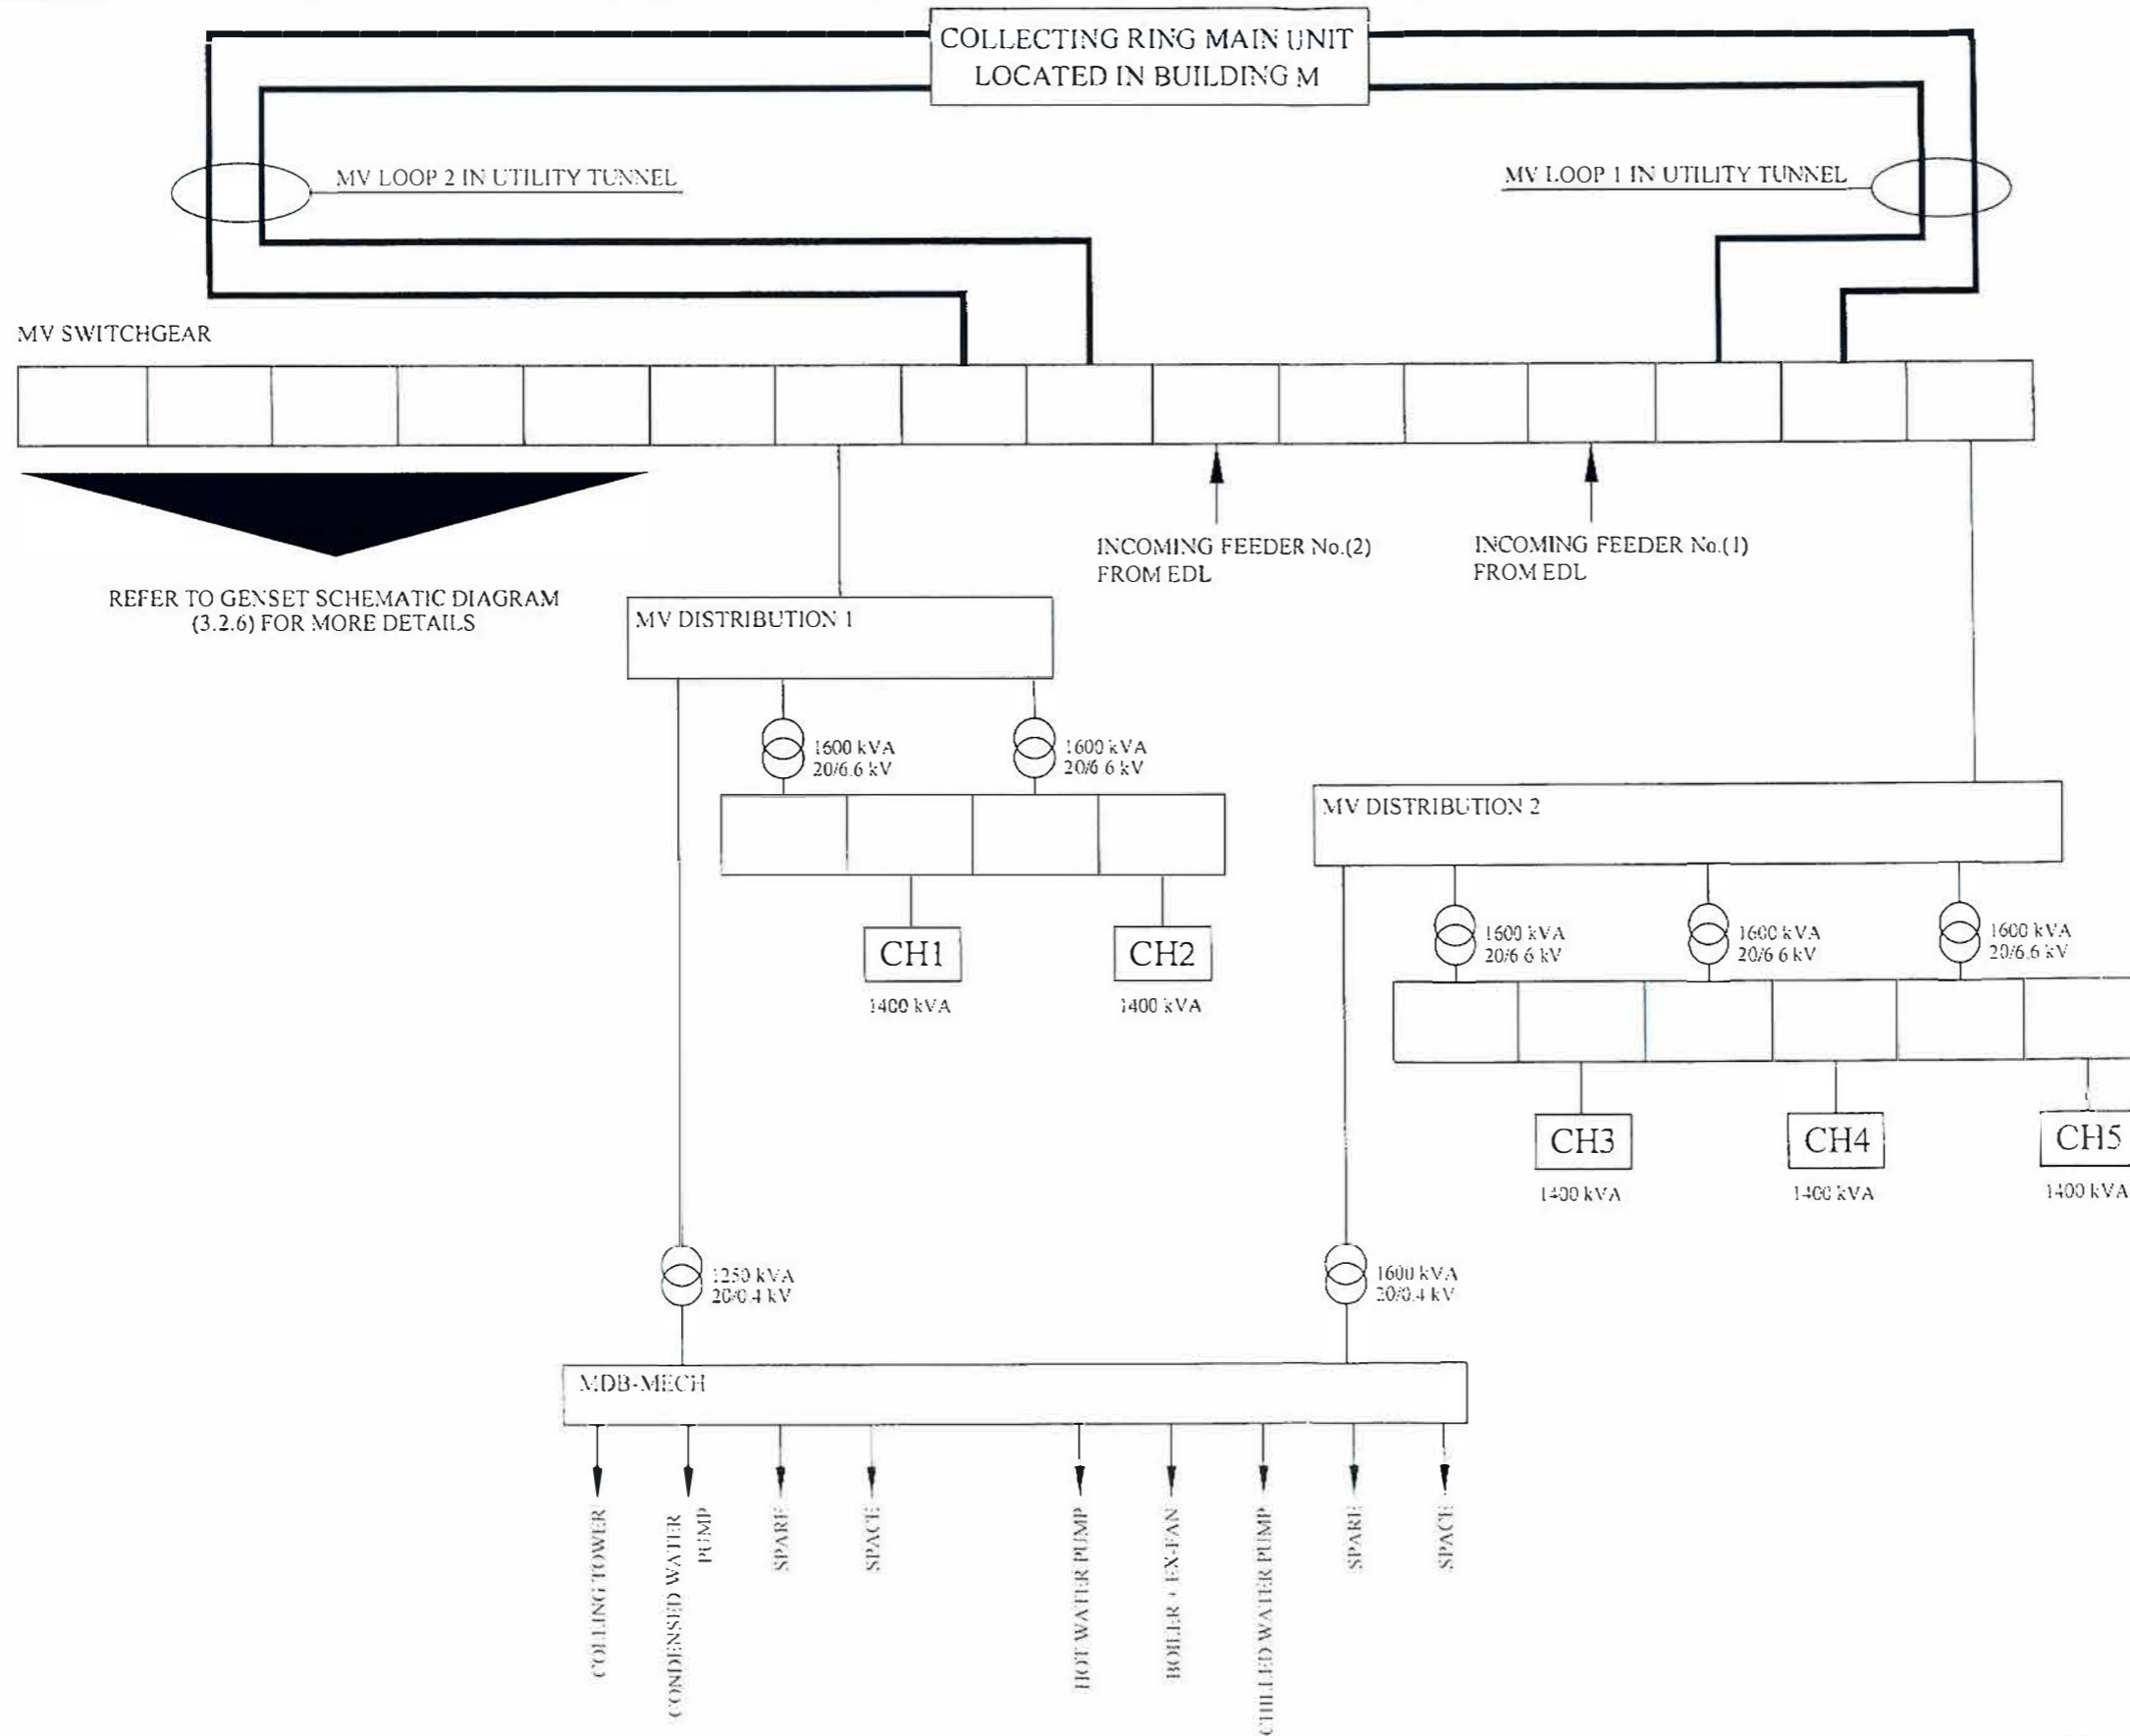 COLLECTING RING MAIN UNIT
LOCATED IN BUILDING M
MV LOOP 2 IN UTILITY TUNNEL
MV LOOP 1 IN UTILITY TUNNEL
MV SWITCHGEAR
INCOMING FEEDER No.(2)
FROM EDL
INCOMING FEEDER No.(1)
FROM EDL
REFER TO GENSET SCHEMATIC DIAGRAM
(3.2.6) FOR MORE DETAILS
MV DISTRIBUTION 1
1600 kVA
20/6.6 kV
1600 kVA
20/6.6 kV
MV DISTRIBUTION 2
CH1
1400 kVA
CH2
1400 kVA
1600 kVA
20/6.6 kV
1600 kVA
20/6.6 kV
1600 kVA
20/6.6 kV
CH3
1400 kVA
CH4
1400 kVA
CH5
1400 kVA
1250 kVA
20/0.4 kV
1600 kVA
20/0.4 kV
MDB-MECH
COLLING TOWER
CONDENSED WATER
PUMP
SPARE
SPACE
HOT WATER PUMP
BOILER + EX-FAN
CHILLED WATER PUMP
SPARE
SPACE